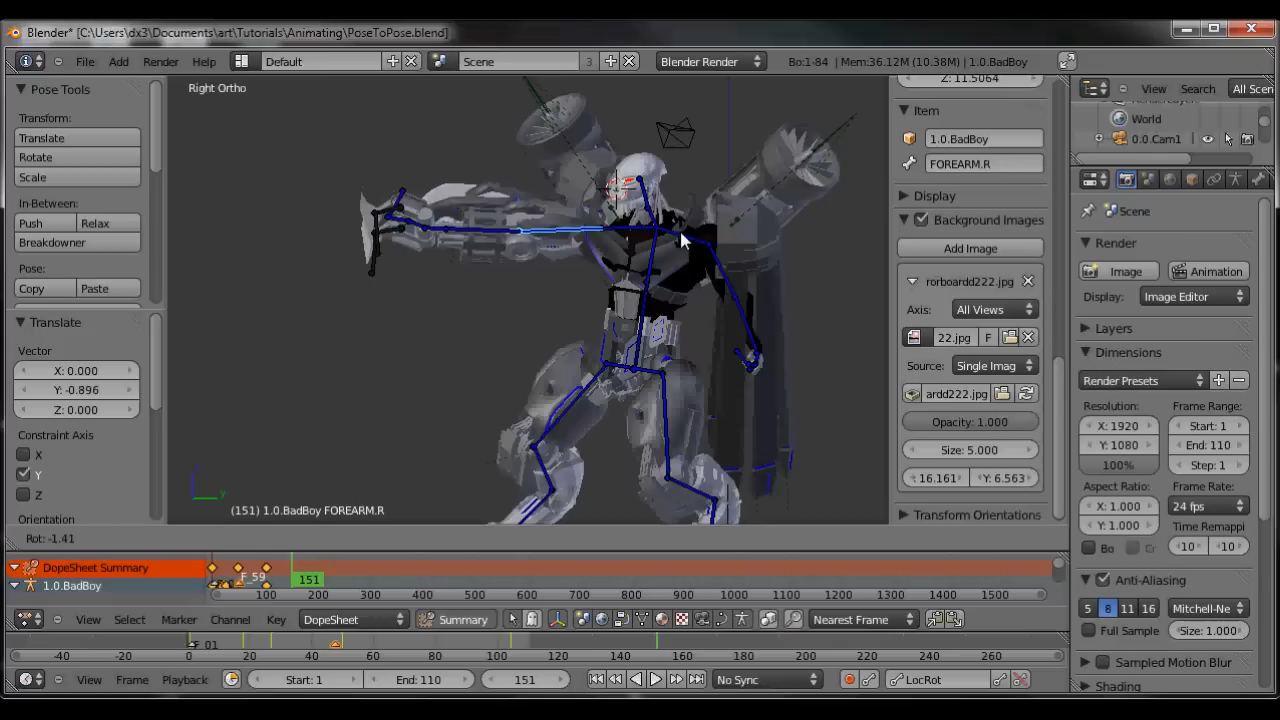 Blender* [C:\Users\dx3\Documents\art\Tutorials\Animating\PoseToPose.blend]
File Add Render Help Default Scene 3 Blender Render Bo:1-84 | Mem:36.12M (10.38M) | 1.0.BadBoy
View Search All Scen
World
0.0.Cam1
Pose Tools
Transform:
Translate
Rotate
Scale
In-Between:
Push Relax
Breakdowner
Pose:
Copy Paste
Translate
Vector
X: 0.000
Y: -0.896
Z: 0.000
Constraint Axis
X
Y
Z
Orientation
Right Ortho
(151) 1.0.BadBoy FOREARM.R
Z: 11.5064
Item
1.0.BadBoy
FOREARM.R
Display
Background Images
Add Image
rorboardd222.jpg
Axis: All Views
22.jpg F
Source: Single Imag
ardd222.jpg
Opacity: 1.000
Size: 5.000
16.161 Y: 6.563
Transform Orientations
Scene
Render
Image Animation
Display: Image Editor
Layers
Dimensions
Render Presets
Resolution: Frame Range:
X: 1920 Start: 1
Y: 1080 End: 110
100% Step: 1
Aspect Ratio: Frame Rate:
X: 1.000 24 fps
Y: 1.000 Time Remappi
Bo Cr 10 10
Anti-Aliasing
5 8 11 16 Mitchell-Ne
Full Sample Size: 1.000
Sampled Motion Blur
Shading
Rot: -1.41
DopeSheet Summary
F_59
1.0.BadBoy
151
0 100 200 300 400 500 600 700 800 900 1000 1100 1200 1300 1400 1500
View Select Marker Channel Key DopeSheet Summary Nearest Frame
F_01
-40 -20 0 20 40 60 80 100 120 140 160 180 200 220 240 260
View Frame Playback Start: 1 End: 110 151 No Sync LocRot